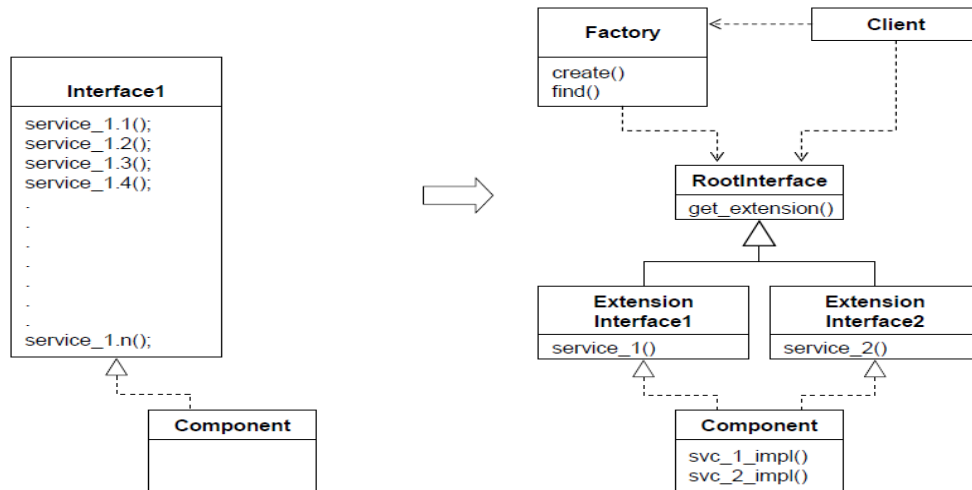 Interface1
service_1.1();
service_1.2();
service_1.3();
service_1.4();
.
.
.
.
.
.
.
service_1.n();
Component
Factory
create()
find()
Client
RootInterface
get_extension()
Extension
Interface1
service_1()
Extension
Interface2
service_2()
Component
svc_1_impl()
svc_2_impl()